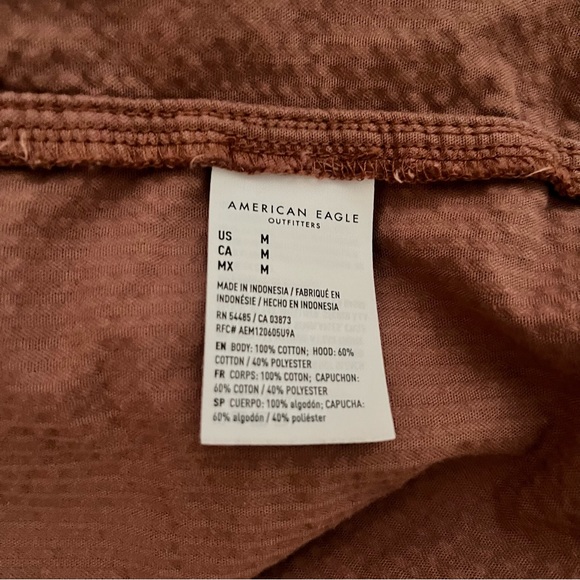 AMERICAN EAGLE
OUTFITTERS
US M
CA M
MX M
MADE IN INDONESIA / FABRIQUÉ EN
INDONÉSIE / HECHO EN INDONESIA
RN 54485 / CA 03873
RFC# AEM120605U9A
EN BODY: 100% COTTON; HOOD: 60%
COTTON / 40% POLYESTER
FR CORPS: 100% COTON; CAPUCHON:
60% COTON / 40% POLYESTER
SP CUERPO: 100% algodón; CAPUCHA:
60% algodón / 40% poliéster